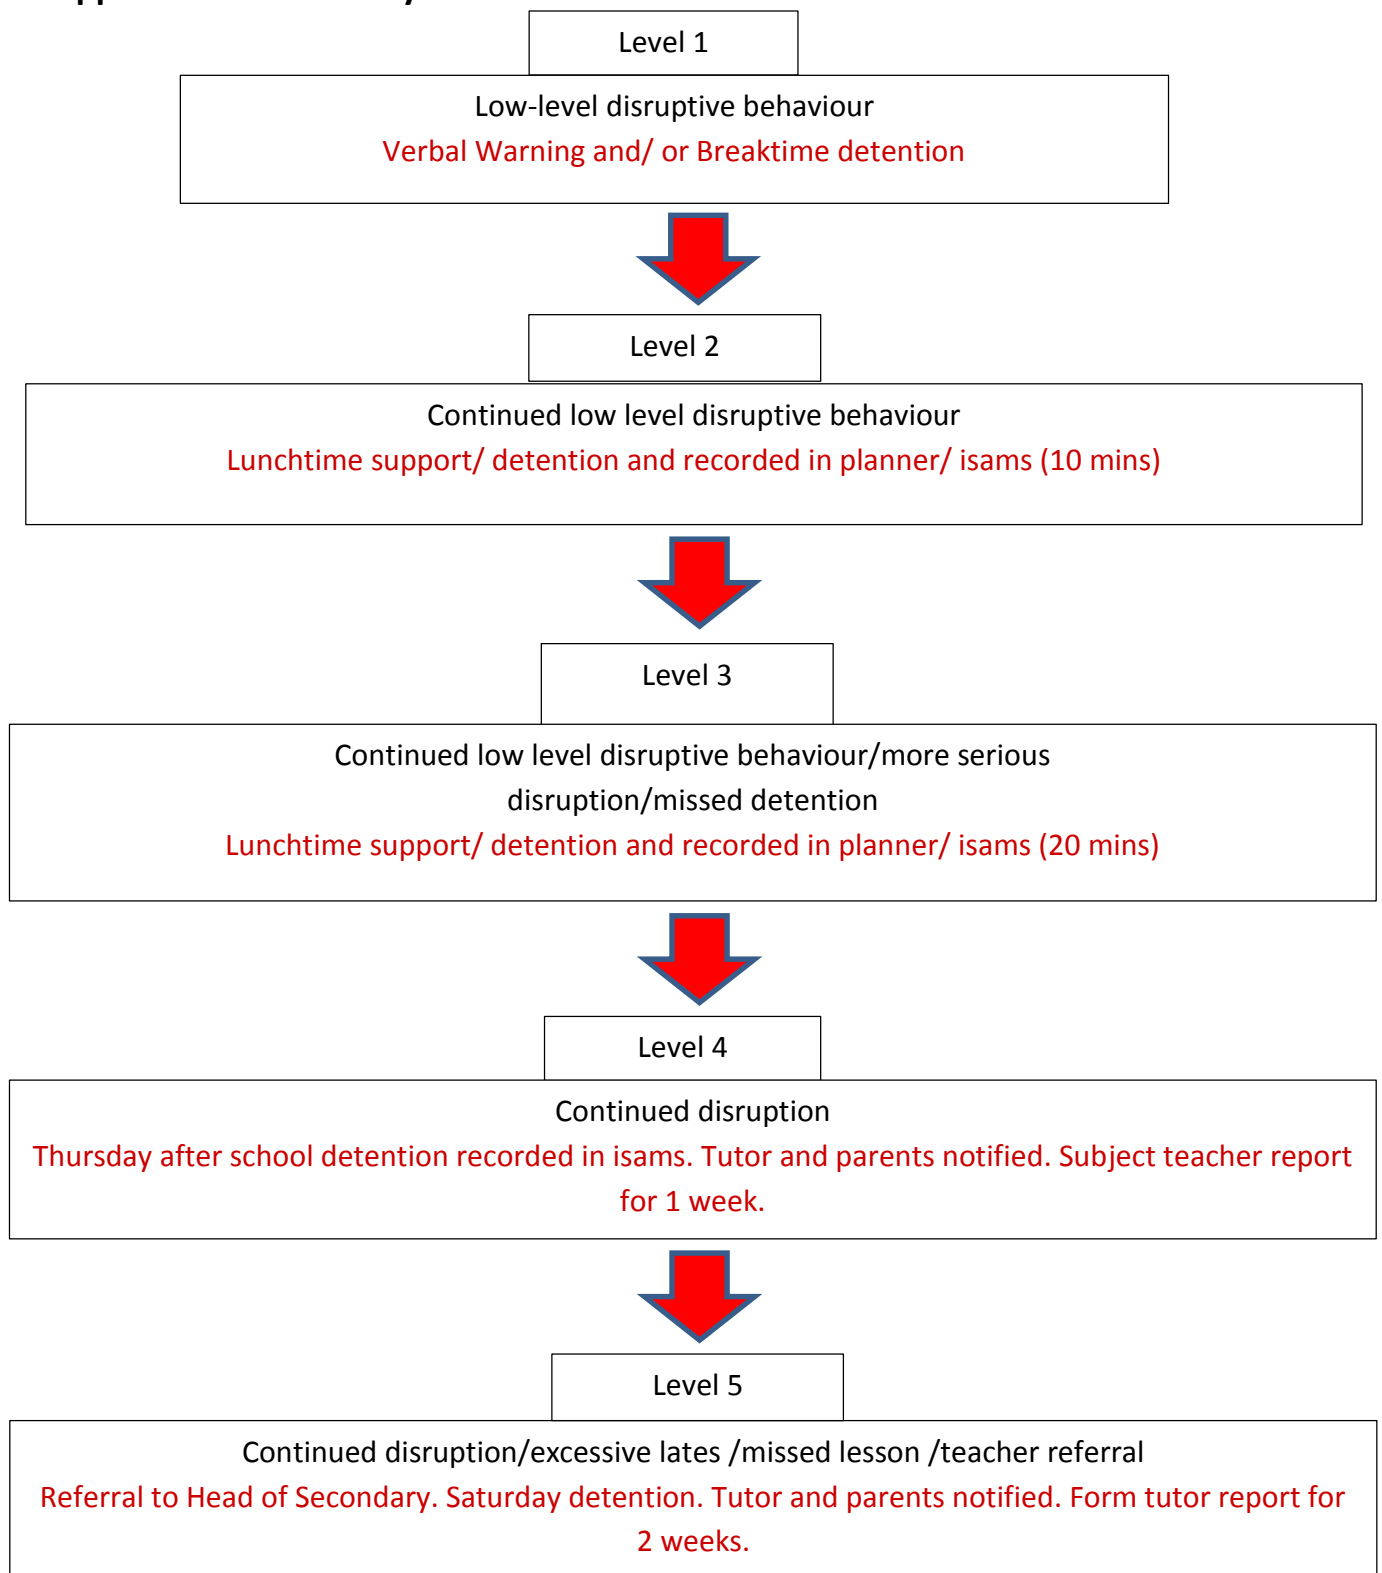 Level 1
Low-level disruptive behaviour
Verbal Warning and/ or Breaktime detention
Level 2
Continued low level disruptive behaviour
Lunchtime support/ detention and recorded in planner/ isams (10 mins)
Level 3
Continued low level disruptive behaviour/more serious
disruption/missed detention
Lunchtime support/ detention and recorded in planner/ isams (20 mins)
Level 4
Continued disruption
Thursday after school detention recorded in isams. Tutor and parents notified. Subject teacher report
for 1 week.
Level 5
Continued disruption/excessive lates /missed lesson /teacher referral
Referral to Head of Secondary. Saturday detention. Tutor and parents notified. Form tutor report for
2 weeks.